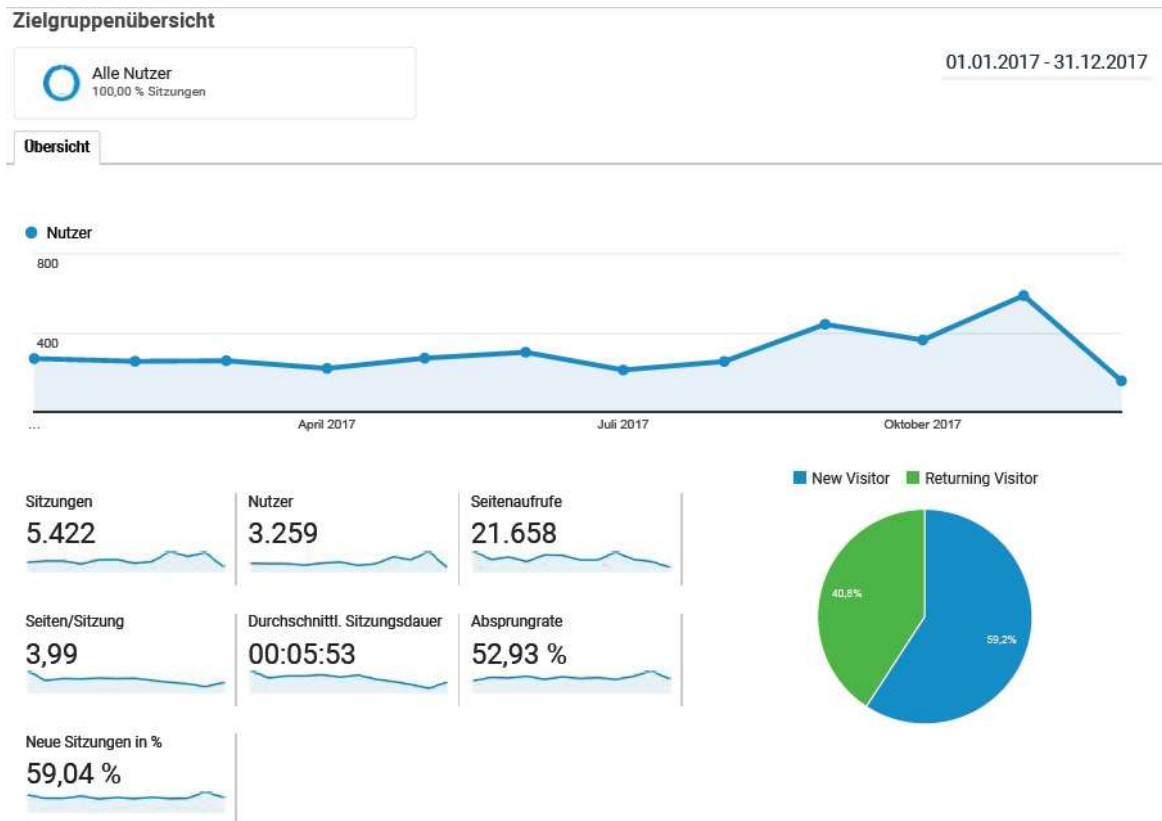 Zielgruppenübersicht
Alle Nutzer
100,00 % Sitzungen
01.01.2017 - 31.12.2017
Übersicht
Nutzer
800
400
...
April 2017
Juli 2017
Oktober 2017
New Visitor
Returning Visitor
Sitzungen
5.422
Nutzer
3.259
Seitenaufrufe
21.658
Seiten/Sitzung
3,99
Durchschnittl. Sitzungsdauer
00:05:53
Absprungrate
52,93 %
Neue Sitzungen in %
59,04 %
40,8%
59,2%